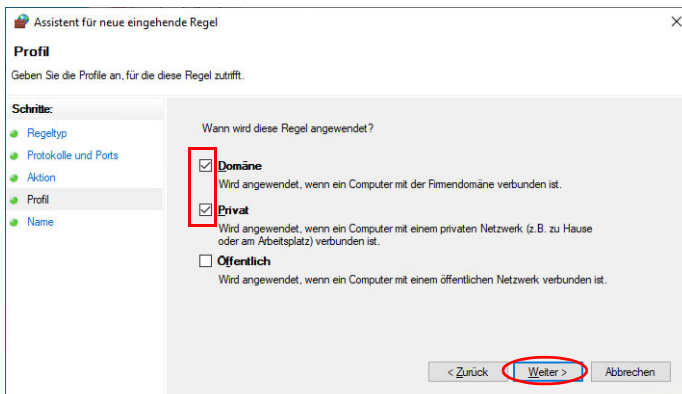 Assistent für neue eingehende Regel
Profil
Geben Sie die Profile an, für die diese Regel zutrifft.
Schritte:
Regeltyp
Protokolle und Ports
Aktion
Profil
Name
Wann wird diese Regel angewendet?
Domäne
Wird angewendet, wenn ein Computer mit der Firmendomäne verbunden ist.
Privat
Wird angewendet, wenn ein Computer mit einem privaten Netzwerk (z.B. zu Hause
oder am Arbeitsplatz) verbunden ist.
Öffentlich
Wird angewendet, wenn ein Computer mit einem öffentlichen Netzwerk verbunden ist.
< Zurück Weiter > Abbrechen